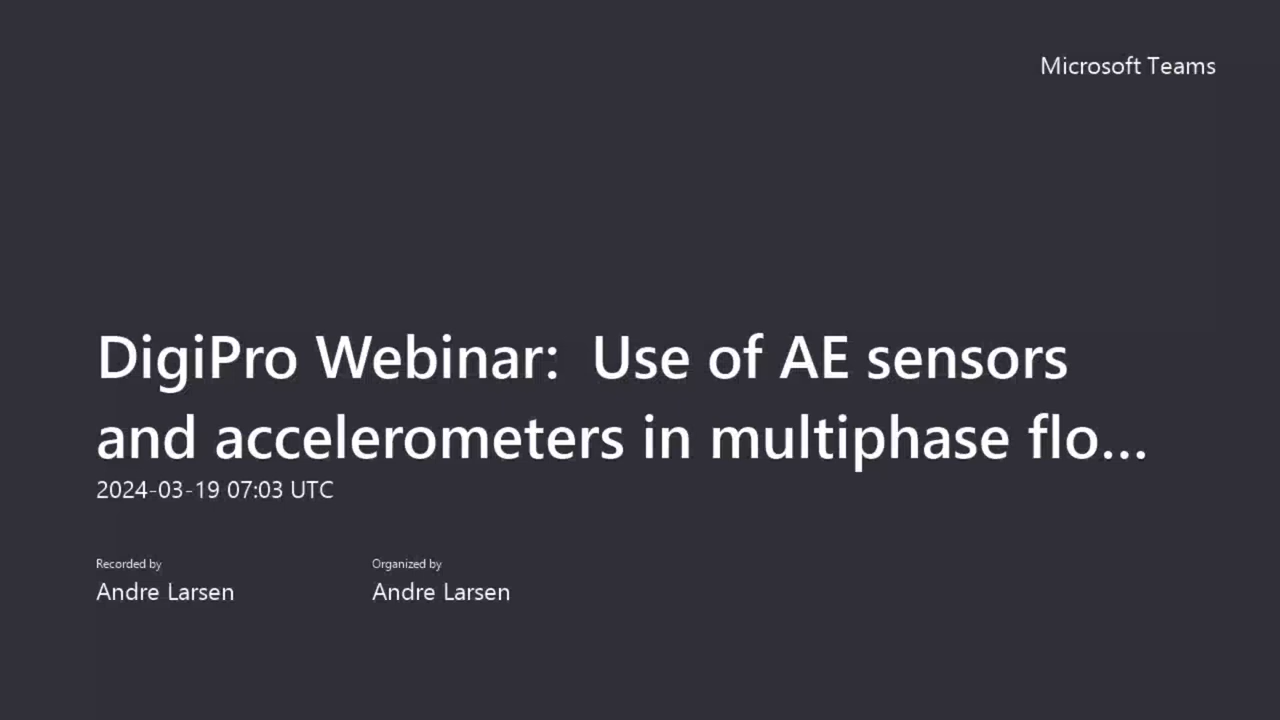 Microsoft Teams
DigiPro Webinar:  Use of AE sensors
and accelerometers in multiphase flo...
2024-03-19 07:03 UTC
Recorded by
Andre Larsen
Organized by
Andre Larsen